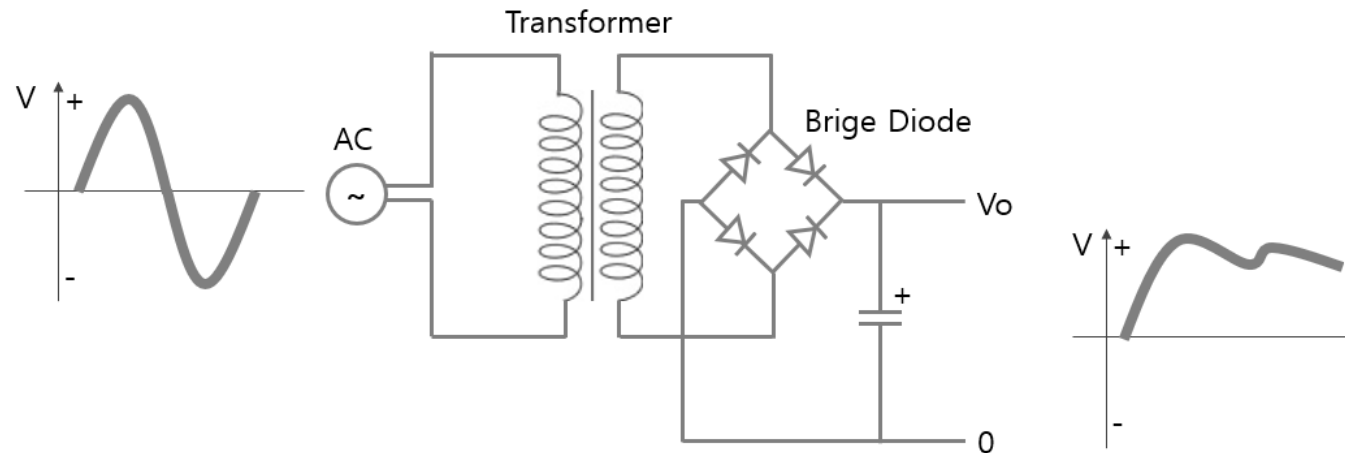 Transformer
V
+
-
AC
~
Brige Diode
Vo
+
0
V
+
-